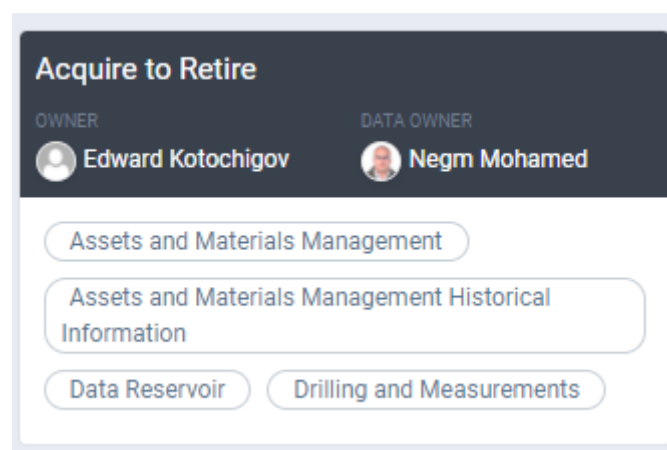 Acquire to Retire
OWNER DATA OWNER
Edward Kotochigov Negm Mohamed
Assets and Materials Management
Assets and Materials Management Historical
Information
Data Reservoir Drilling and Measurements